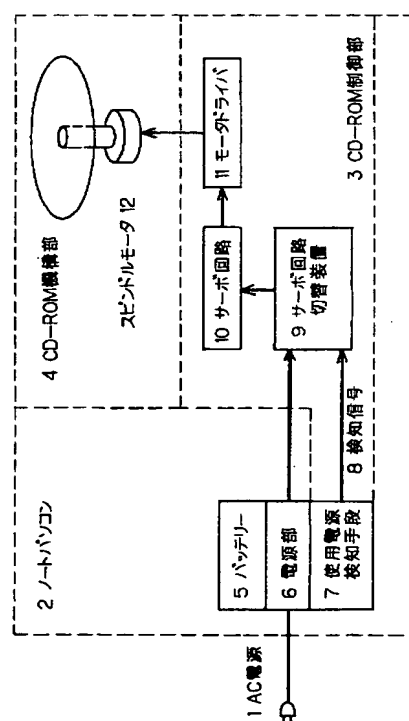 4 CD-ROM機構部
スピンドルモータ 12
2 ノートパソコン
11 モータドライバ
10 サーボ回路
9 サーボ回路
切替装置
3 CD-ROM制御部
5 バッテリー
6 電源部
7 使用電源
検知手段
8 検知信号
1 AC電源